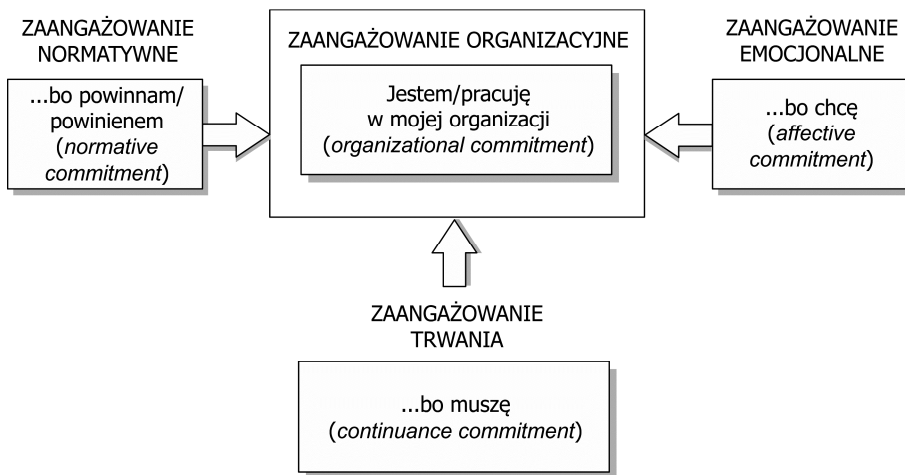 ZAANGAŻOWANIE
NORMATYWNE
...bo powinnam/
powinienem
(normative
commitment)
ZAANGAŻOWANIE ORGANIZACYJNE
Jestem/pracuję
w mojej organizacji
(organizational commitment)
ZAANGAŻOWANIE
EMOCJONALNE
...bo chcę
(affective
commitment)
ZAANGAŻOWANIE
TRWANIA
...bo muszę
(continuance commitment)